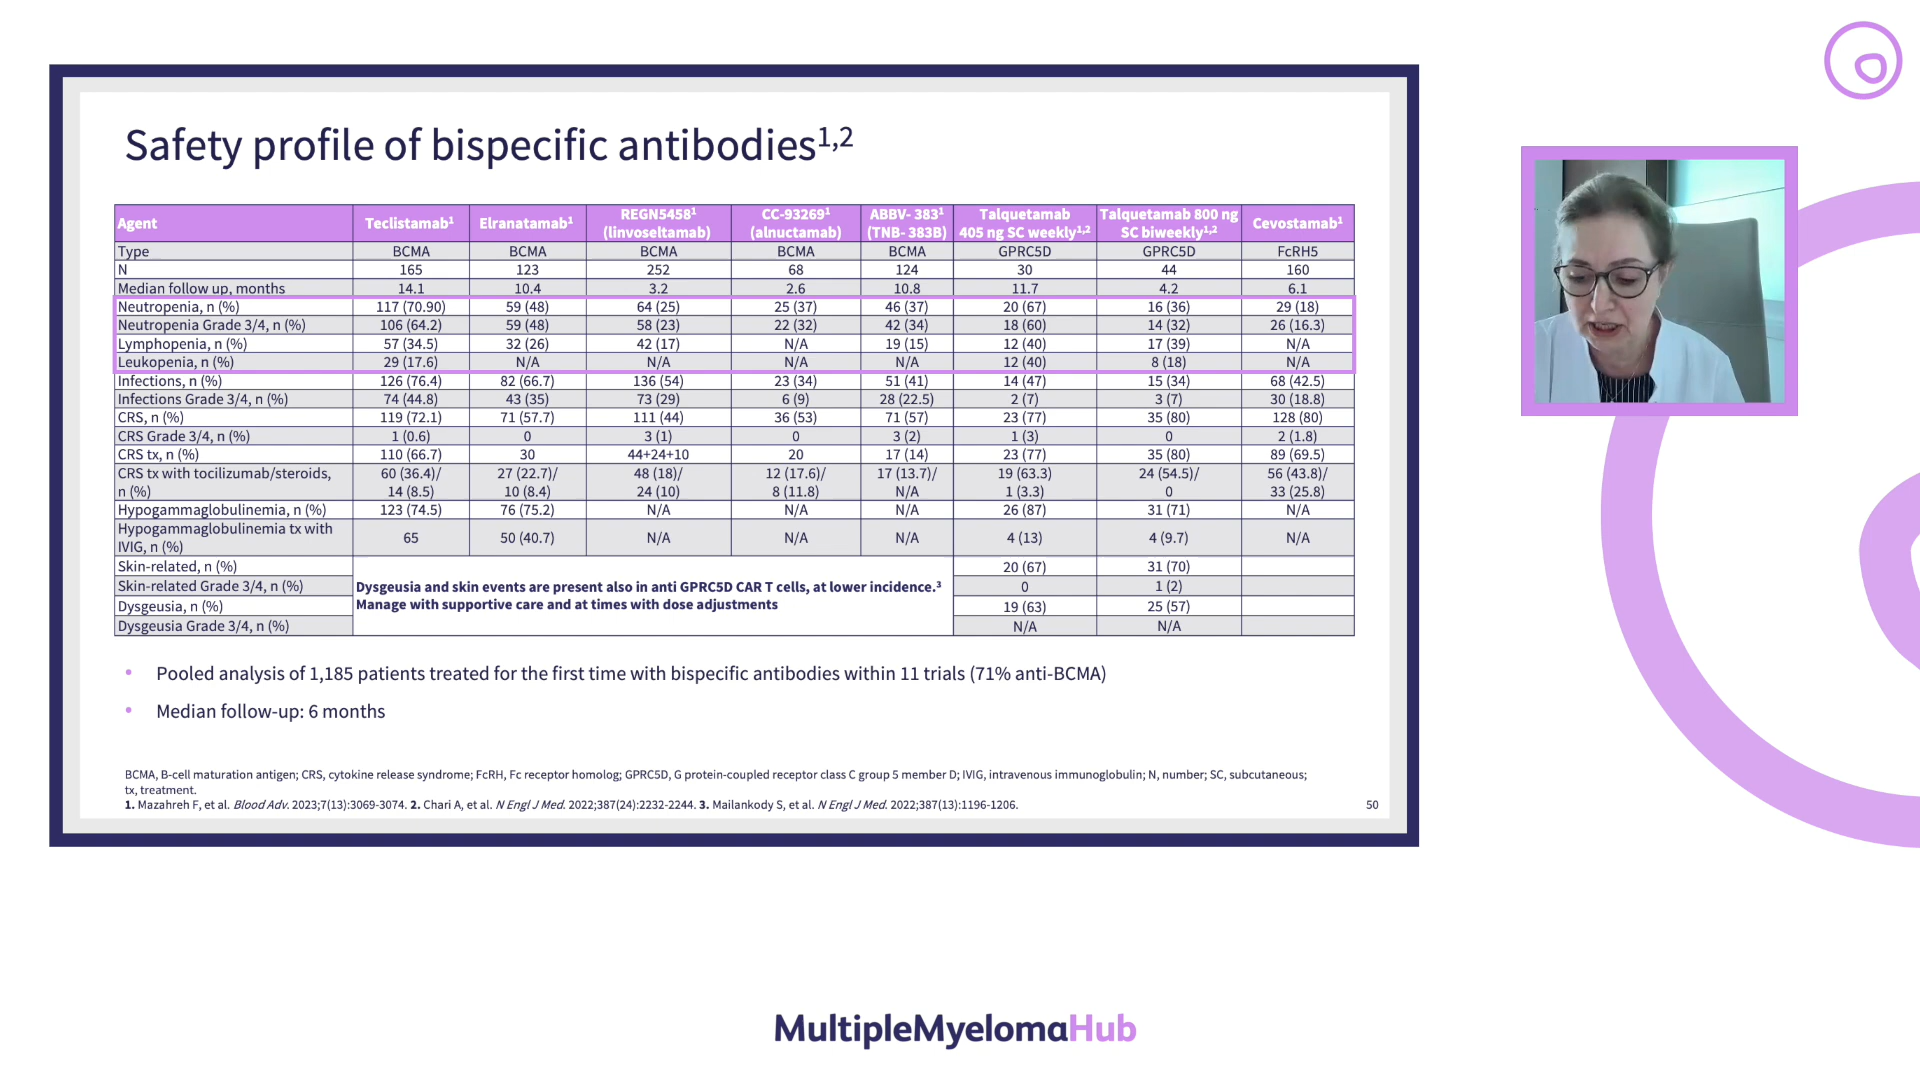 Safety profile of bispecific antibodies1,2
Agent Teclistamab1 Elranatamab1 REGN54581 (linvoseltamab) CC-932691 (alnuctamab) ABBV- 3831 (TNB- 383B) Talquetamab 405 ng SC weekly1,2 Talquetamab 800 ng SC biweekly1,2 Cevostamab1
Type BCMA BCMA BCMA BCMA BCMA GPRC5D GPRC5D FcRH5
N 165 123 252 68 124 30 44 160
Median follow up, months 14.1 10.4 3.2 2.6 10.8 11.7 4.2 6.1
Neutropenia, n (%) 117 (70.90) 59 (48) 64 (25) 25 (37) 46 (37) 20 (67) 16 (36) 29 (18)
Neutropenia Grade 3/4, n (%) 106 (64.2) 59 (48) 58 (23) 22 (32) 42 (34) 18 (60) 14 (32) 26 (16.3)
Lymphopenia, n (%) 57 (34.5) 32 (26) 42 (17) N/A 19 (15) 12 (40) 17 (39) N/A
Leukopenia, n (%) 29 (17.6) N/A N/A N/A N/A 12 (40) 8 (18) N/A
Infections, n (%) 126 (76.4) 82 (66.7) 136 (54) 23 (34) 51 (41) 14 (47) 15 (34) 68 (42.5)
Infections Grade 3/4, n (%) 74 (44.8) 43 (35) 73 (29) 6 (9) 28 (22.5) 2 (7) 3 (7) 30 (18.8)
CRS, n (%) 119 (72.1) 71 (57.7) 111 (44) 36 (53) 71 (57) 23 (77) 35 (80) 128 (80)
CRS Grade 3/4, n (%) 1 (0.6) 0 3 (1) 0 3 (2) 1 (3) 0 2 (1.8)
CRS tx, n (%) 110 (66.7) 30 44+24+10 20 17 (14) 23 (77) 35 (80) 89 (69.5)
CRS tx with tocilizumab/steroids, n (%) 60 (36.4)/ 14 (8.5) 27 (22.7)/ 10 (8.4) 48 (18)/ 24 (10) 12 (17.6)/ 8 (11.8) 17 (13.7)/ N/A 19 (63.3) 1 (3.3) 24 (54.5)/ 0 56 (43.8)/ 33 (25.8)
Hypogammaglobulinemia, n (%) 123 (74.5) 76 (75.2) N/A N/A N/A 26 (87) 31 (71) N/A
Hypogammaglobulinemia tx with IVIG, n (%) 65 50 (40.7) N/A N/A N/A 4 (13) 4 (9.7) N/A
Skin-related, n (%) 20 (67) 31 (70)
Skin-related Grade 3/4, n (%) 0 1 (2)
Dysgeusia, n (%) 19 (63) 25 (57)
Dysgeusia Grade 3/4, n (%) N/A N/A
Dysgeusia and skin events are present also in anti GPRC5D CAR T cells, at lower incidence.3
Manage with supportive care and at times with dose adjustments
• Pooled analysis of 1,185 patients treated for the first time with bispecific antibodies within 11 trials (71% anti-BCMA)
• Median follow-up: 6 months
BCMA, B-cell maturation antigen; CRS, cytokine release syndrome; FcRH, Fc receptor homolog; GPRC5D, G protein-coupled receptor class C group 5 member D; IVIG, intravenous immunoglobulin; N, number; SC, subcutaneous;
tx, treatment.
1. Mazahreh F, et al. Blood Adv. 2023;7(13):3069-3074. 2. Chari A, et al. N Engl J Med. 2022;387(24):2232-2244. 3. Mailankody S, et al. N Engl J Med. 2022;387(13):1196-1206.
50
MultipleMyelomaHub